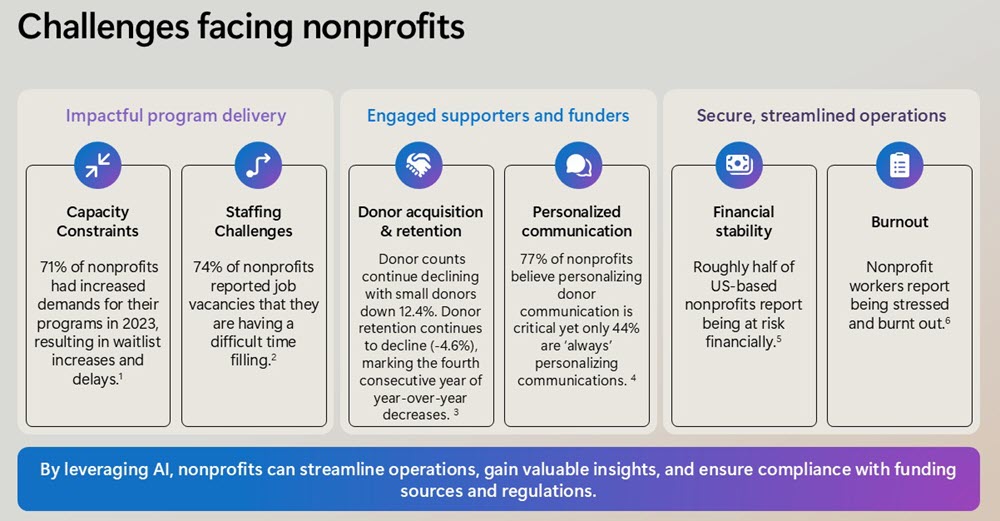 Challenges facing nonprofits
Impactful program delivery
Capacity
Constraints
71% of nonprofits
had increased
demands for their
programs in 2023,
resulting in waitlist
increases and
delays.¹
Staffing
Challenges
74% of nonprofits
reported job
vacancies that they
are having a
difficult time
filling.²
Engaged supporters and funders
Donor acquisition
& retention
Donor counts
continue declining
with small donors
down 12.4%. Donor
retention continues
to decline (-4.6%),
marking the fourth
consecutive year of
year-over-year
decreases. ³
Personalized
communication
77% of nonprofits
believe personalizing
donor
communication is
critical yet only 44%
are ‘always’
personalizing
communications. ⁴
Secure, streamlined operations
Financial
stability
Roughly half of
US-based
nonprofits report
being at risk
financially.⁵
Burnout
Nonprofit
workers report
being stressed
and burnt out.⁶
By leveraging AI, nonprofits can streamline operations, gain valuable insights, and ensure compliance with funding
sources and regulations.